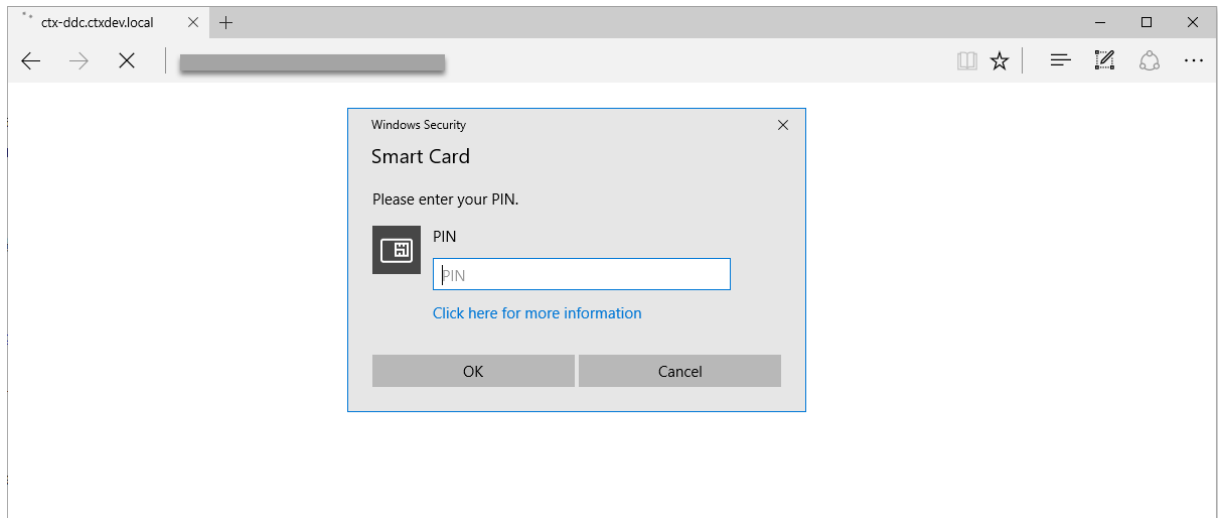 ctx-ddc.ctxdev.local
Windows Security
Smart Card
Please enter your PIN.
PIN
PIN
Click here for more information
OK Cancel